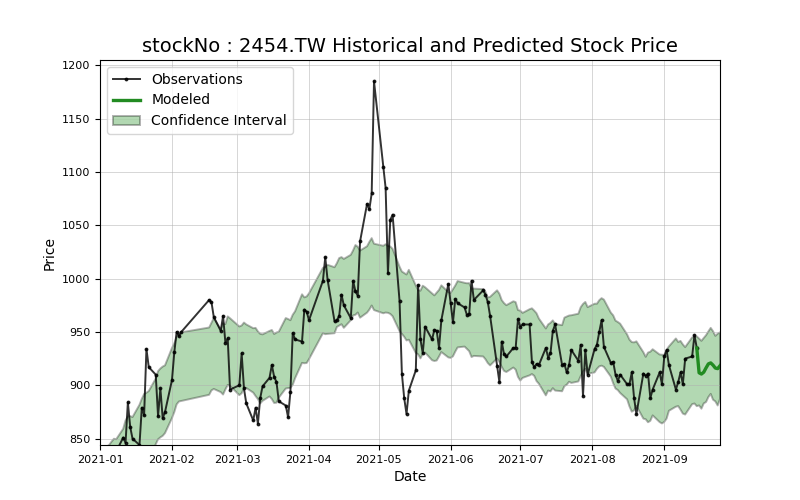 stockNo : 2454.TW Historical and Predicted Stock Price
Observations
Modeled
Confidence Interval
1200
1150
1100
1050
1000
950
900
850
Price
2021-01
2021-02
2021-03
2021-04
2021-05
2021-06
2021-07
2021-08
2021-09
Date